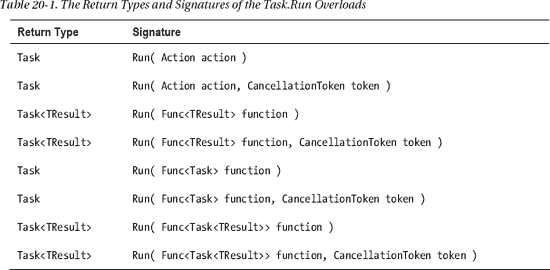 Table 20-1. The Return Types and Signatures of the Task.Run Overloads
Return Type Signature
Task Run( Action action )
Task Run( Action action, CancellationToken token )
Task<TResult> Run( Func<TResult> function )
Task<TResult> Run( Func<TResult> function, CancellationToken token )
Task Run( Func<Task> function )
Task Run( Func<Task> function, CancellationToken token )
Task<TResult> Run( Func<Task<TResult>> function )
Task<TResult> Run( Func<Task<TResult>> function, CancellationToken token )